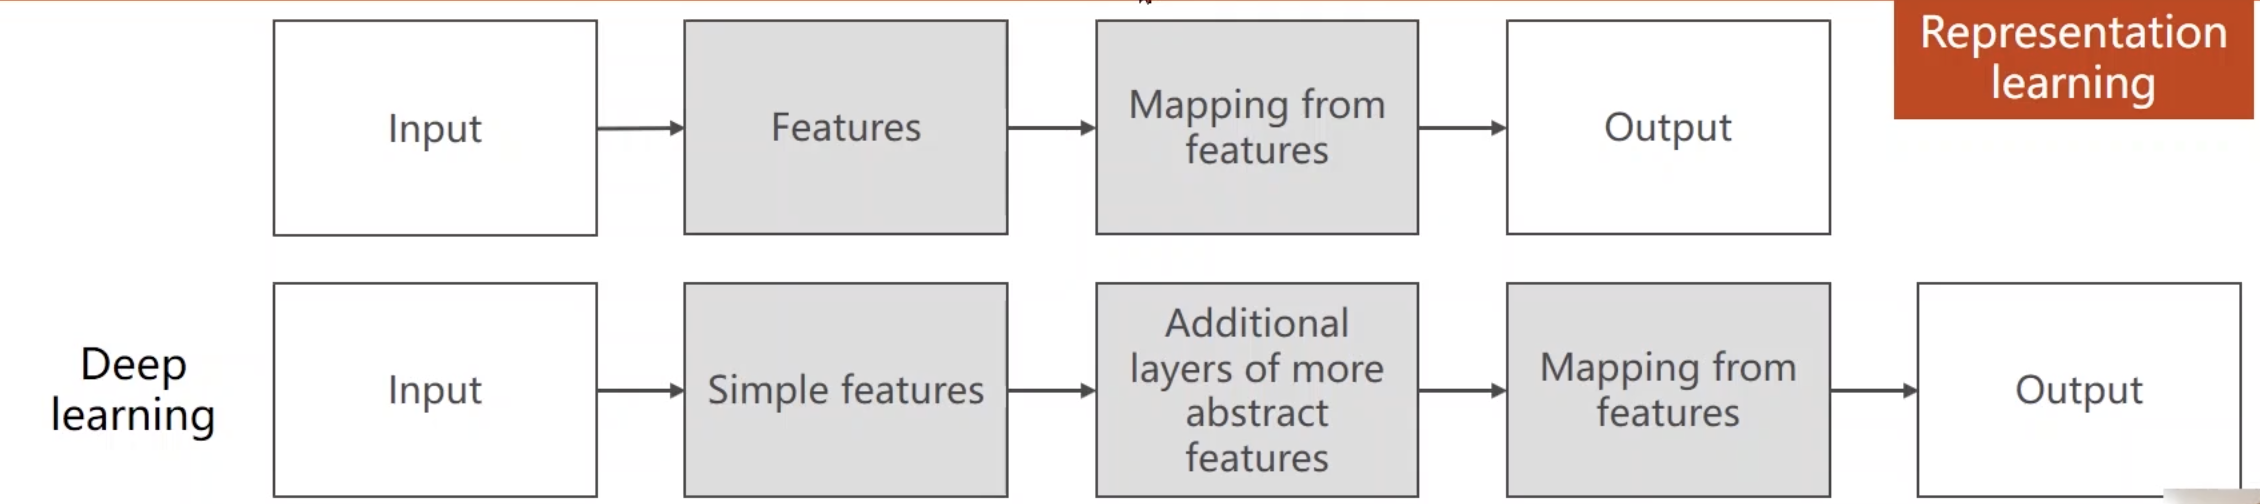 Representation
learning
Input
Features
Mapping from
features
Output
Deep
learning
Input
Simple features
Additional
layers of more
abstract
features
Mapping from
features
Output